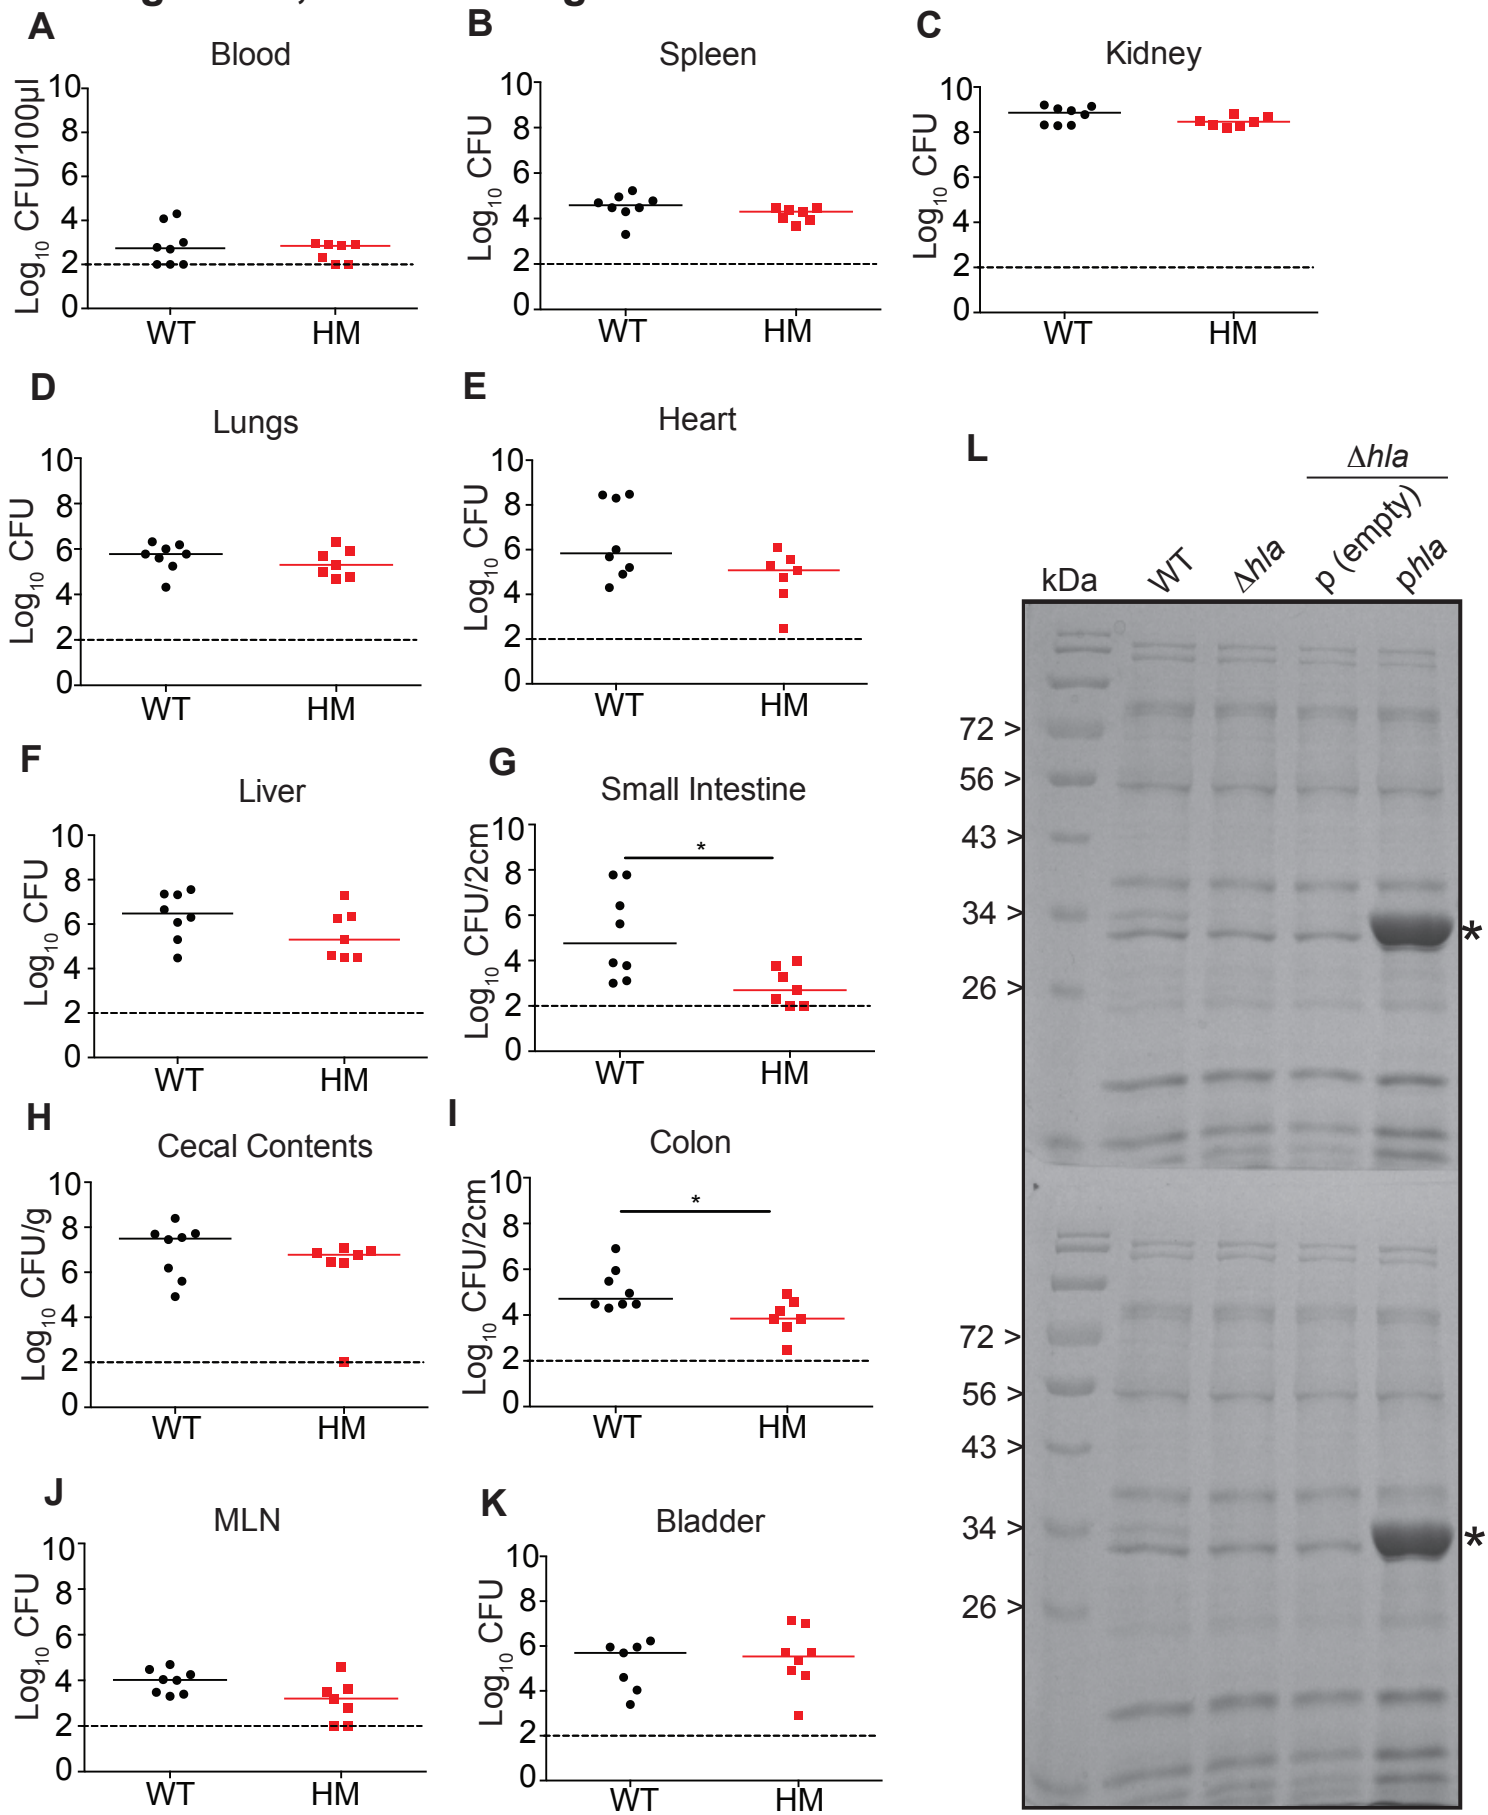 A
Blood
Log10 CFU/100µl
10
8
6
4
2
0
WT
HM
B
Spleen
Log10 CFU
10
8
6
4
2
0
WT
HM
C
Kidney
Log10 CFU
10
8
6
4
2
0
WT
HM
D
Lungs
Log10 CFU
10
8
6
4
2
0
WT
HM
E
Heart
Log10 CFU
10
8
6
4
2
0
WT
HM
F
Liver
Log10 CFU
10
8
6
4
2
0
WT
HM
G
Small Intestine
Log10 CFU/2cm
10
8
6
4
2
0
*
WT
HM
H
Cecal Contents
Log10 CFU/g
10
8
6
4
2
0
WT
HM
I
Colon
Log10 CFU/2cm
10
8
6
4
2
0
*
WT
HM
J
MLN
Log10 CFU
10
8
6
4
2
0
WT
HM
K
Bladder
Log10 CFU
10
8
6
4
2
0
WT
HM
L
Δhla
kDa
WT
Δhla
p (empty)
phla
72 >
56 >
43 >
34 >
*
26 >
72 >
56 >
43 >
34 >
*
26 >